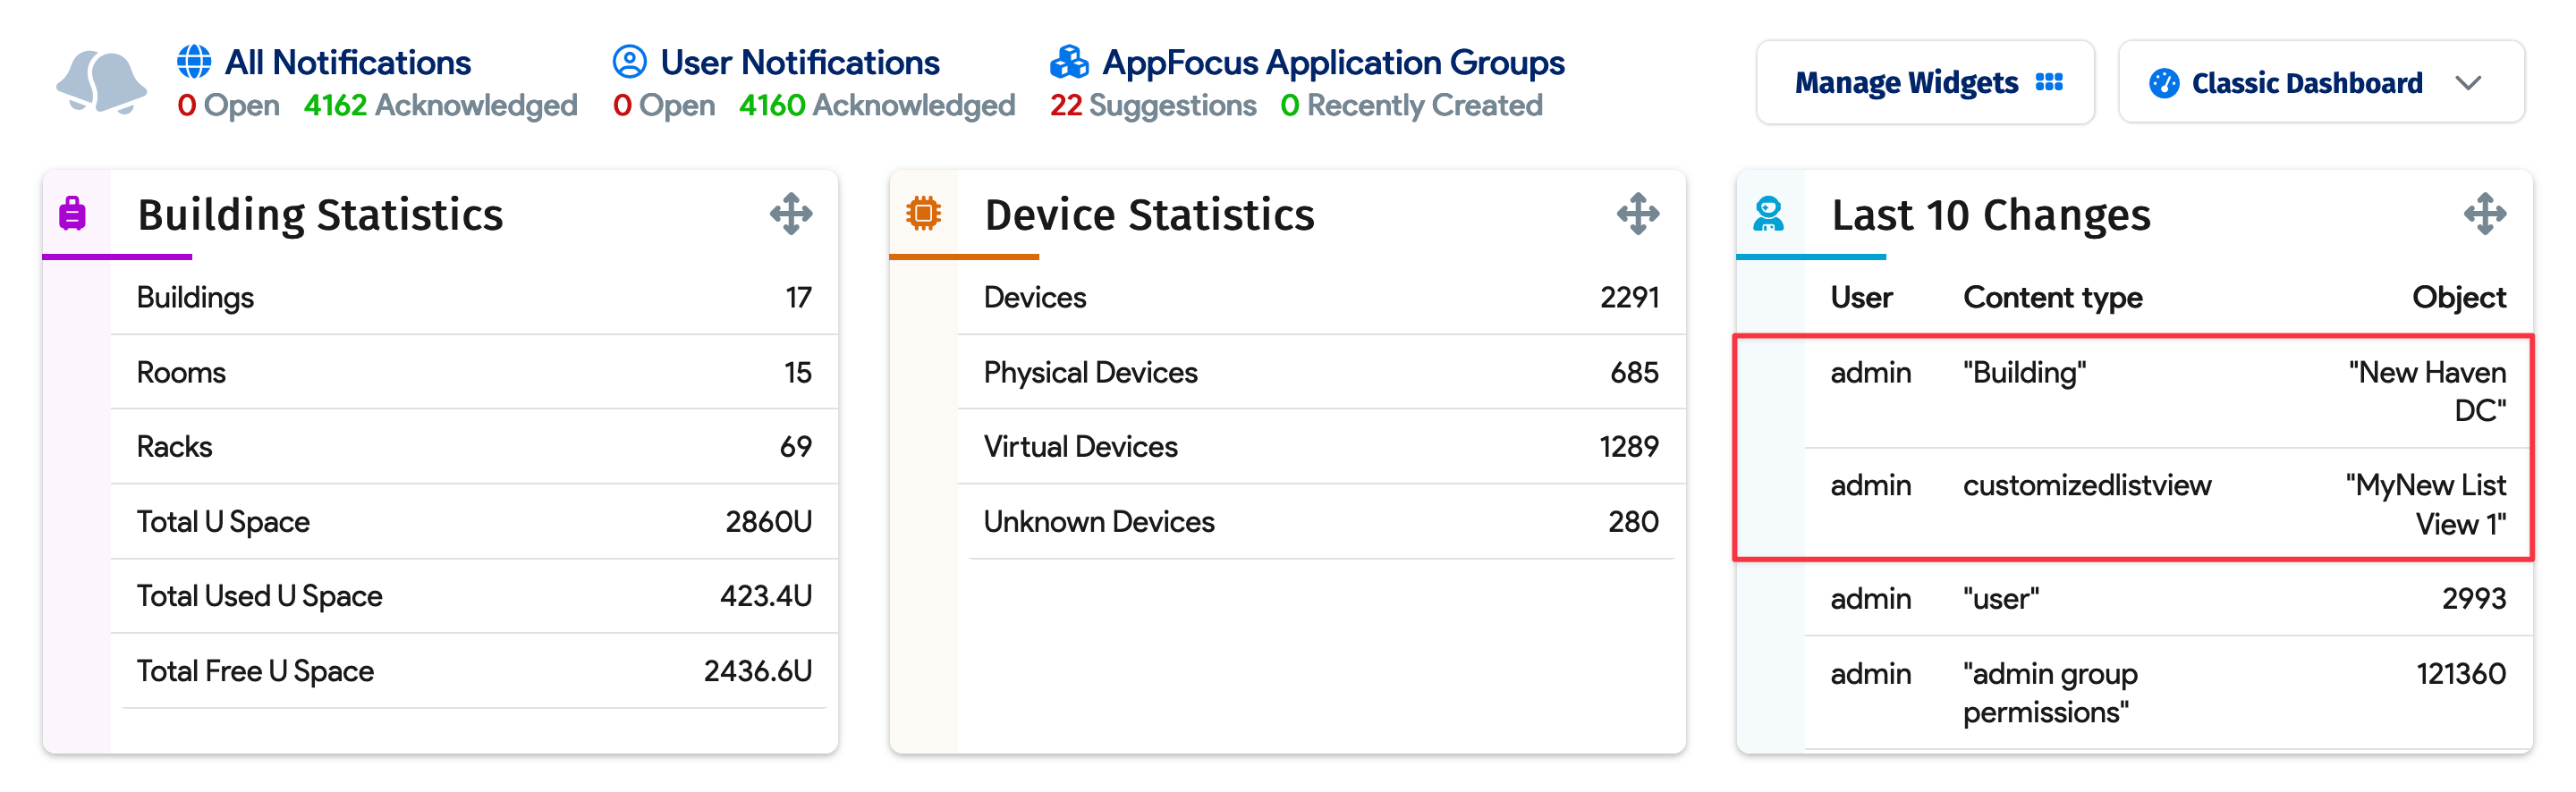 All Notifications
0 Open 4162 Acknowledged
User Notifications
0 Open 4160 Acknowledged
AppFocus Application Groups
22 Suggestions 0 Recently Created
Manage Widgets
Classic Dashboard
Building Statistics
Buildings 17
Rooms 15
Racks 69
Total U Space 2860U
Total Used U Space 423.4U
Total Free U Space 2436.6U
Device Statistics
Devices 2291
Physical Devices 685
Virtual Devices 1289
Unknown Devices 280
Last 10 Changes
User Content type Object
admin "Building" "New Haven
DC"
admin customizedlistview "MyNew List
View 1"
admin "user" 2993
admin "admin group 121360
permissions"